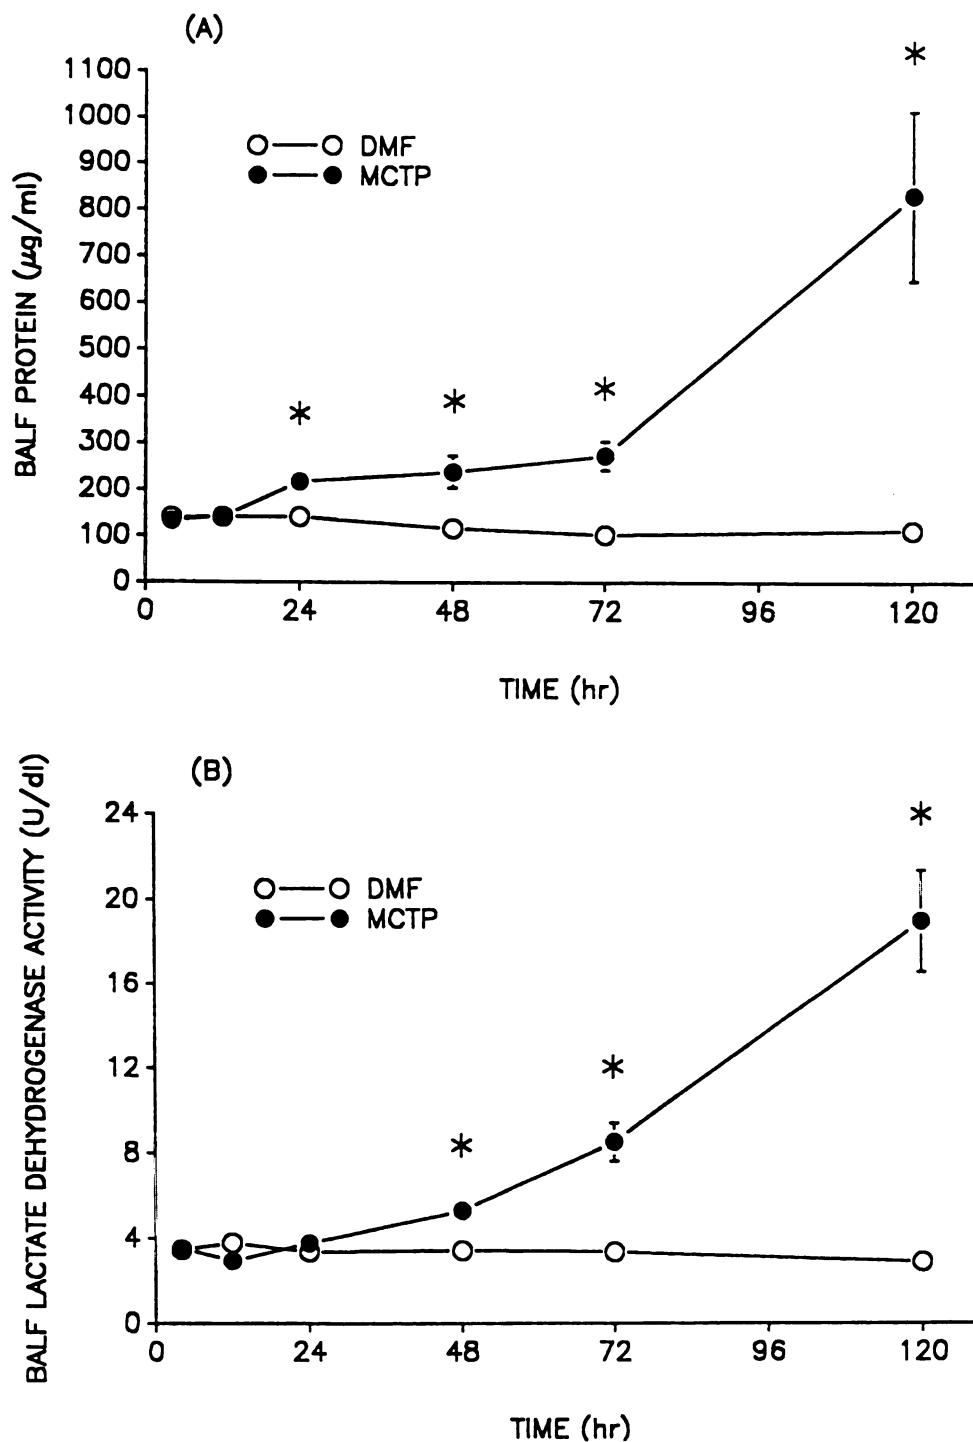 (A)
BALF PROTEIN (µg/ml)
1100
1000
900
800
700
600
500
400
300
200
100
0
DMF
MCTP
*
*
*
*
0 24 48 72 96 120
TIME (hr)
(B)
BALF LACTATE DEHYDROGENASE ACTIVITY (U/dl)
24
20
16
12
8
4
0
DMF
MCTP
*
*
*
0 24 48 72 96 120
TIME (hr)